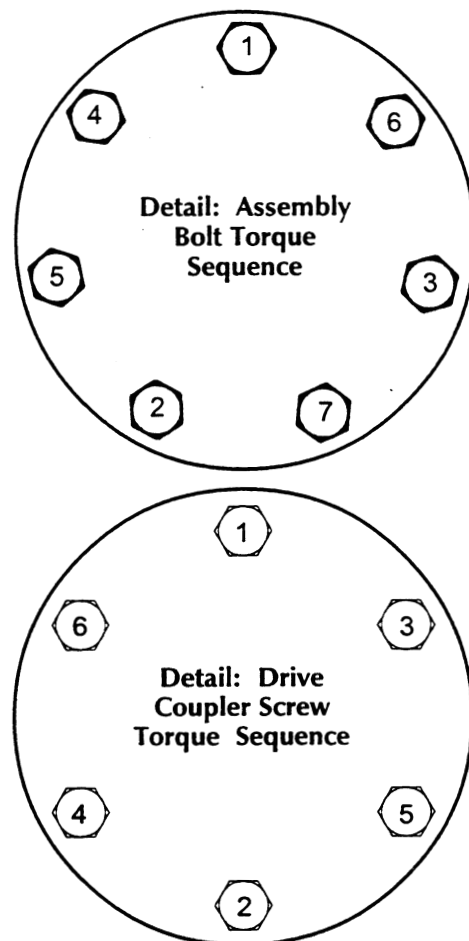 1
4
6
Detail: Assembly
Bolt Torque
Sequence
5
3
2
7
1
6
3
Detail: Drive
Coupler Screw
Torque Sequence
4
5
2